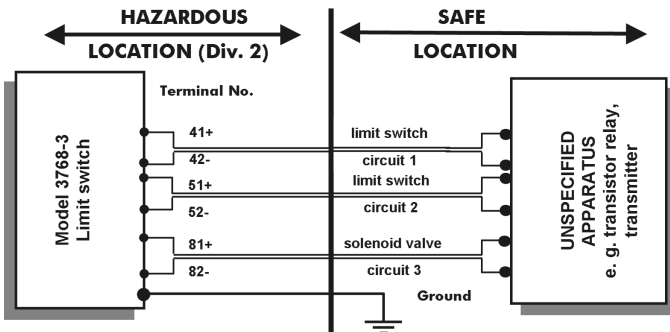 HAZARDOUS
LOCATION (Div. 2)
SAFE
LOCATION
Terminal No.
Model 3768-3
Limit switch
41+
42-
51+
52-
81+
82-
limit switch
circuit 1
limit switch
circuit 2
solenoid valve
circuit 3
Ground
UNSPECIFIED
APPARATUS
e. g. transistor relay,
transmitter